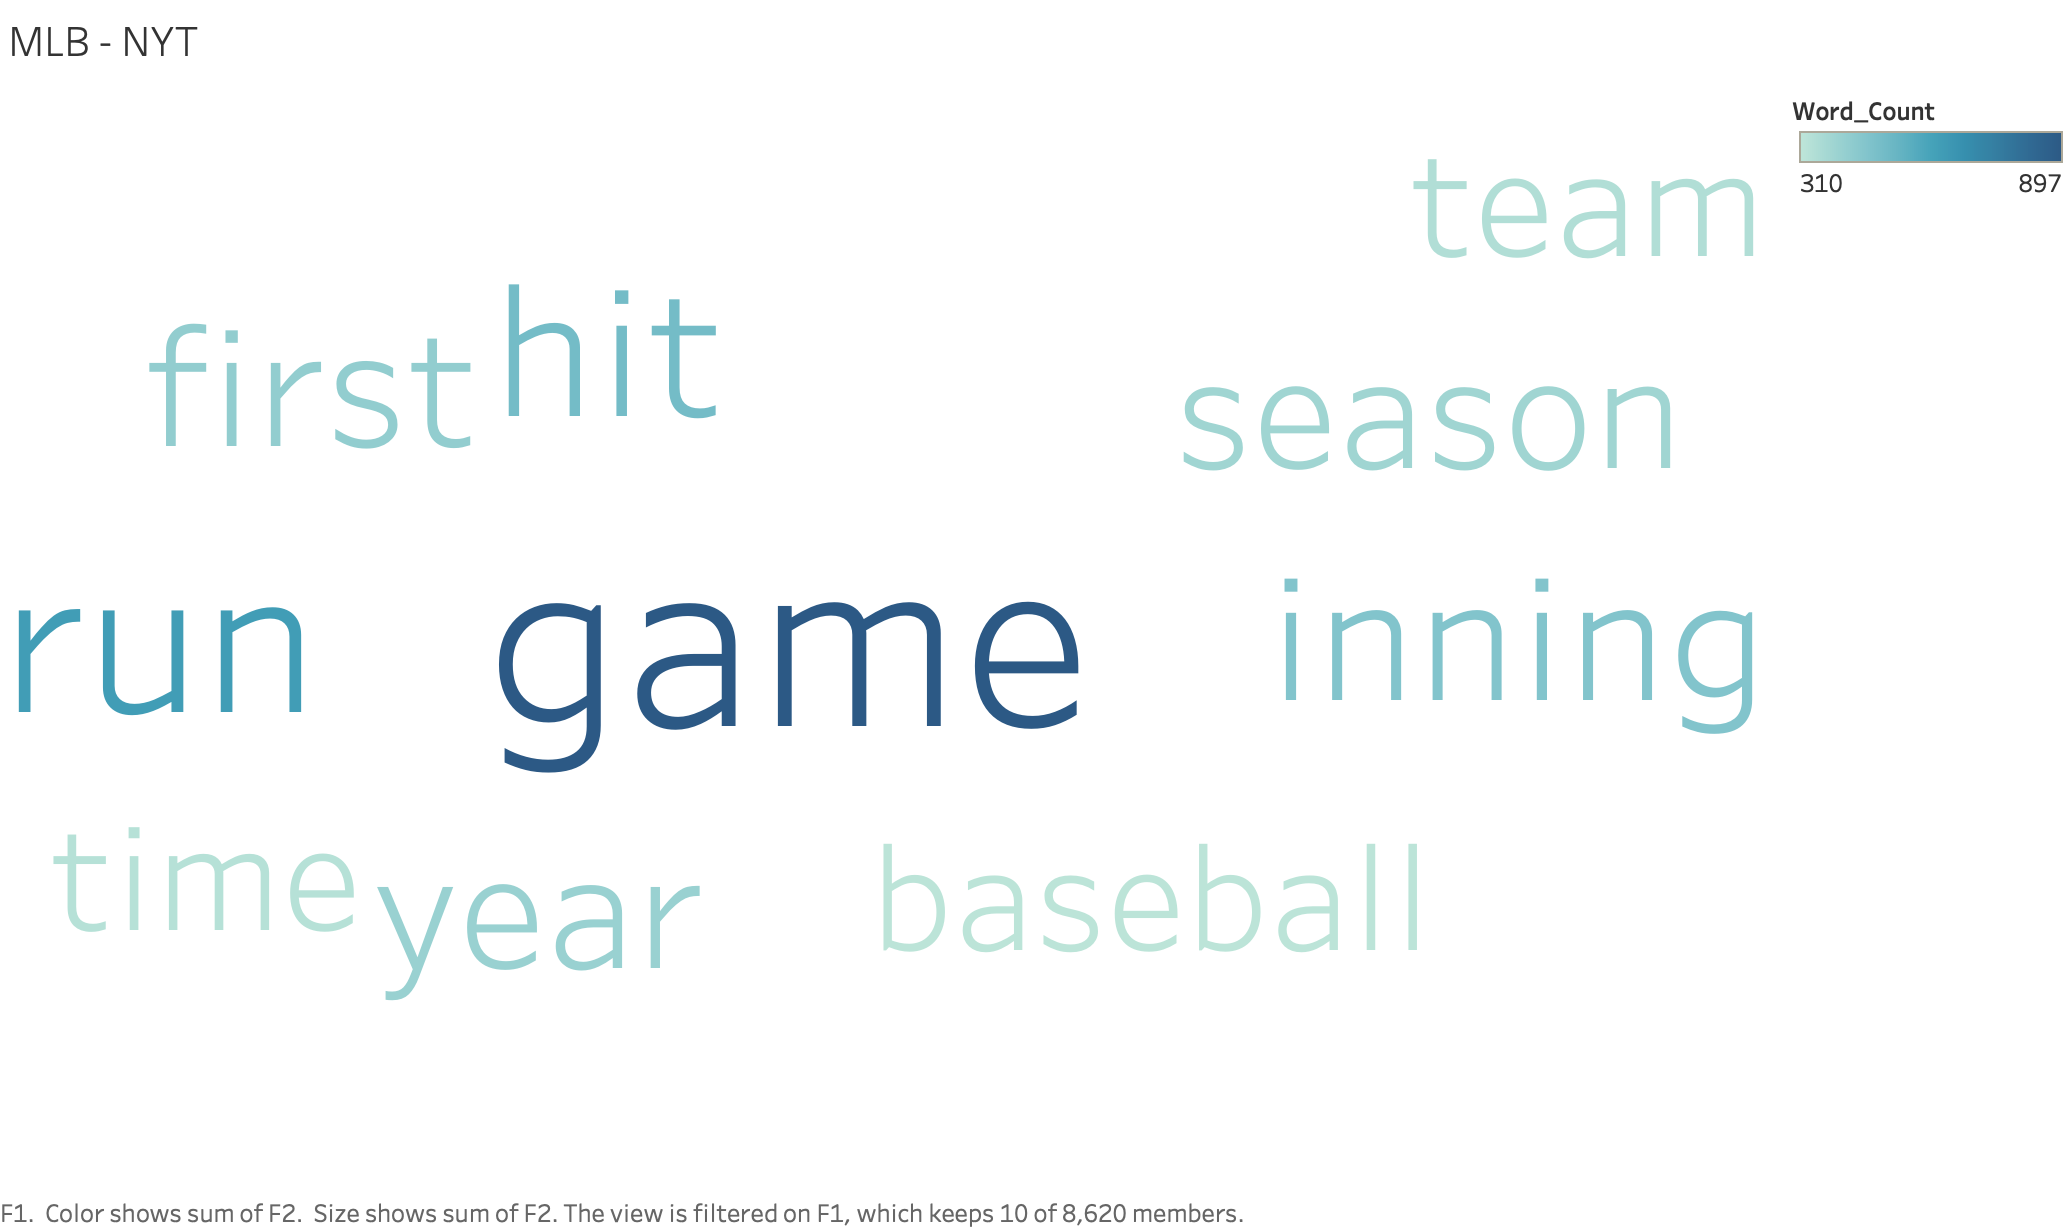 MLB - NYT
Word_Count
310 897
team
first hit
season
run game inning
time year baseball
F1.  Color shows sum of F2.  Size shows sum of F2. The view is filtered on F1, which keeps 10 of 8,620 members.